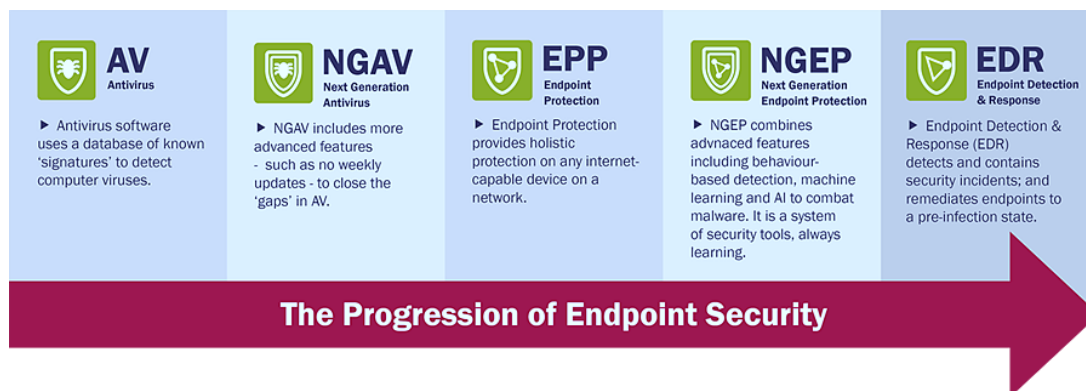 AV
Antivirus
► Antivirus software
uses a database of known
‘signatures’ to detect
computer viruses.
NGAV
Next Generation
Antivirus
► NGAV includes more
advanced features
- such as no weekly
updates - to close the
‘gaps’ in AV.
EPP
Endpoint
Protection
► Endpoint Protection
provides holistic
protection on any internet-
capable device on a
network.
NGEP
Next Generation
Endpoint Protection
► NGEP combines
advnaced features
including behaviour-
based detection, machine
learning and AI to combat
malware. It is a system
of security tools, always
learning.
EDR
Endpoint Detection
& Response
► Endpoint Detection &
Response (EDR)
detects and contains
security incidents; and
remediates endpoints to
a pre-infection state.
The Progression of Endpoint Security